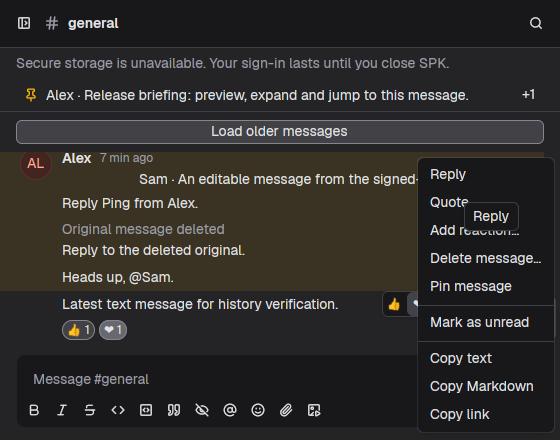 # general
Secure storage is unavailable. Your sign-in lasts until you close SPK.
Alex · Release briefing: preview, expand and jump to this message. +1
Load older messages
AL Alex 7 min ago
Sam · An editable message from the signed-
Reply Ping from Alex.
Original message deleted
Reply to the deleted original.
Heads up, @Sam.
Latest text message for history verification.
👍 1 ❤ 1
👍
Reply
Quote
Reply
Add reaction...
Delete message...
Pin message
Mark as unread
Copy text
Copy Markdown
Copy link
Message #general
B I S